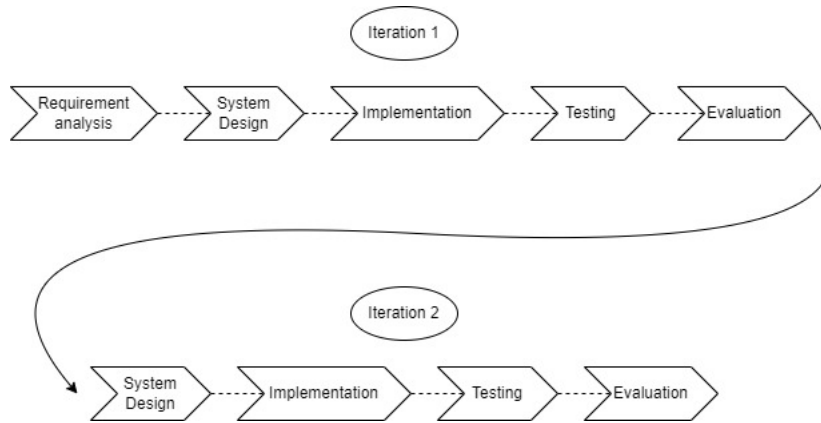 Iteration 1
Requirement
analysis
System
Design
Implementation
Testing
Evaluation
Iteration 2
System
Design
Implementation
Testing
Evaluation